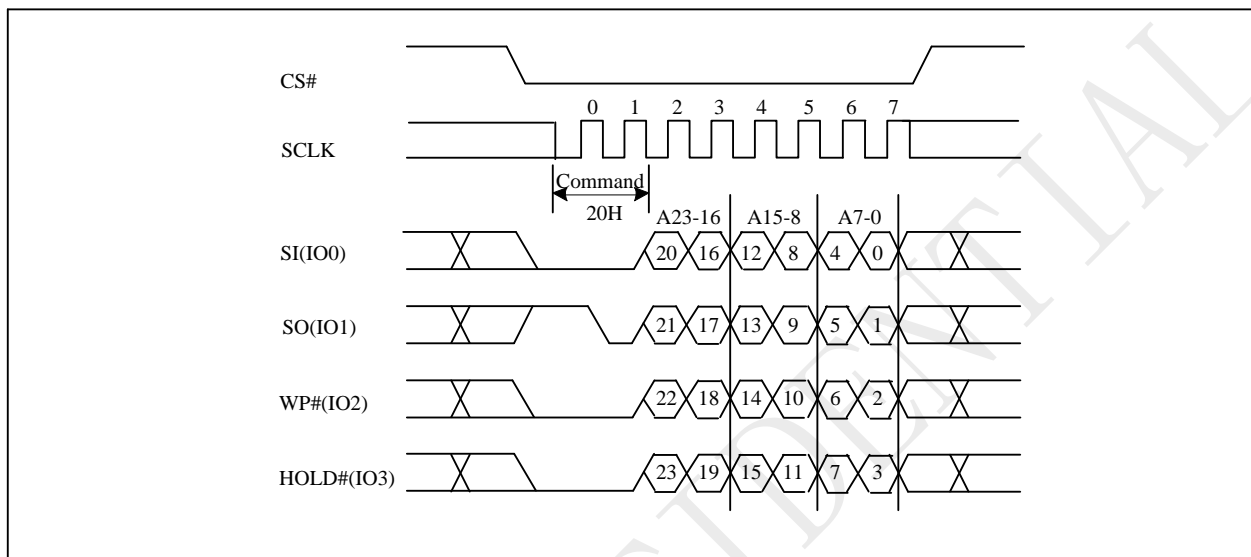 CS#
0 1 2 3 4 5 6 7
SCLK
Command
20H
A23-16 A15-8 A7-0
SI(IO0) 20 16 12 8 4 0
SO(IO1) 21 17 13 9 5 1
WP#(IO2) 22 18 14 10 6 2
HOLD#(IO3) 23 19 15 11 7 3